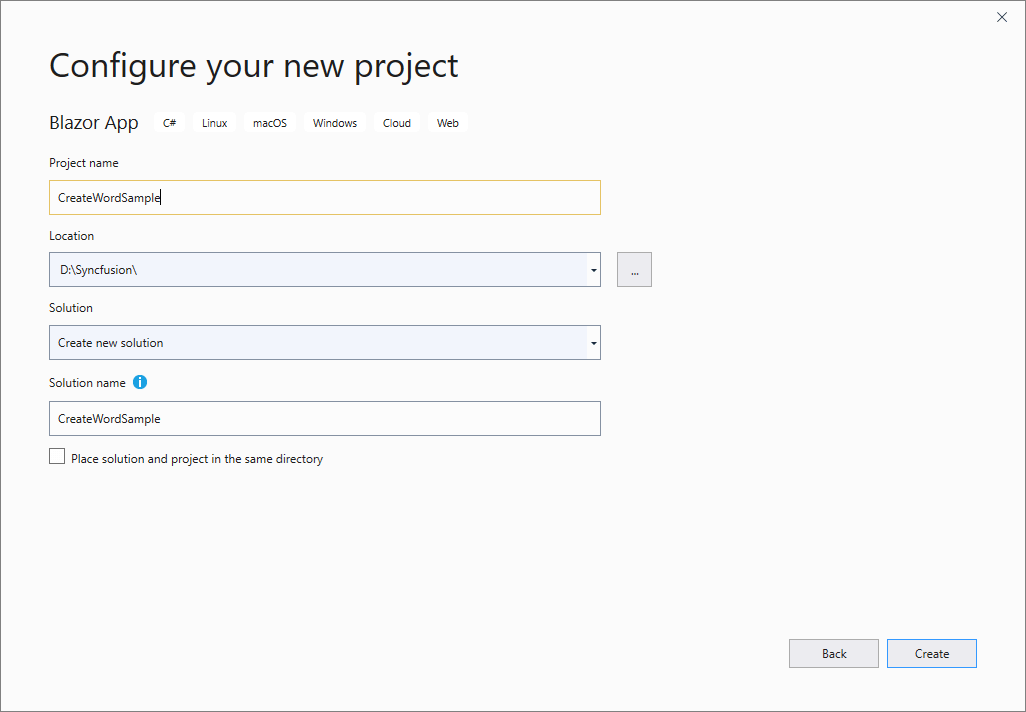 Configure your new project
Blazor App C# Linux macOS Windows Cloud Web
Project name
CreateWordSample
Location
D:\Syncfusion\
...
Solution
Create new solution
Solution name i
CreateWordSample
Place solution and project in the same directory
Back Create